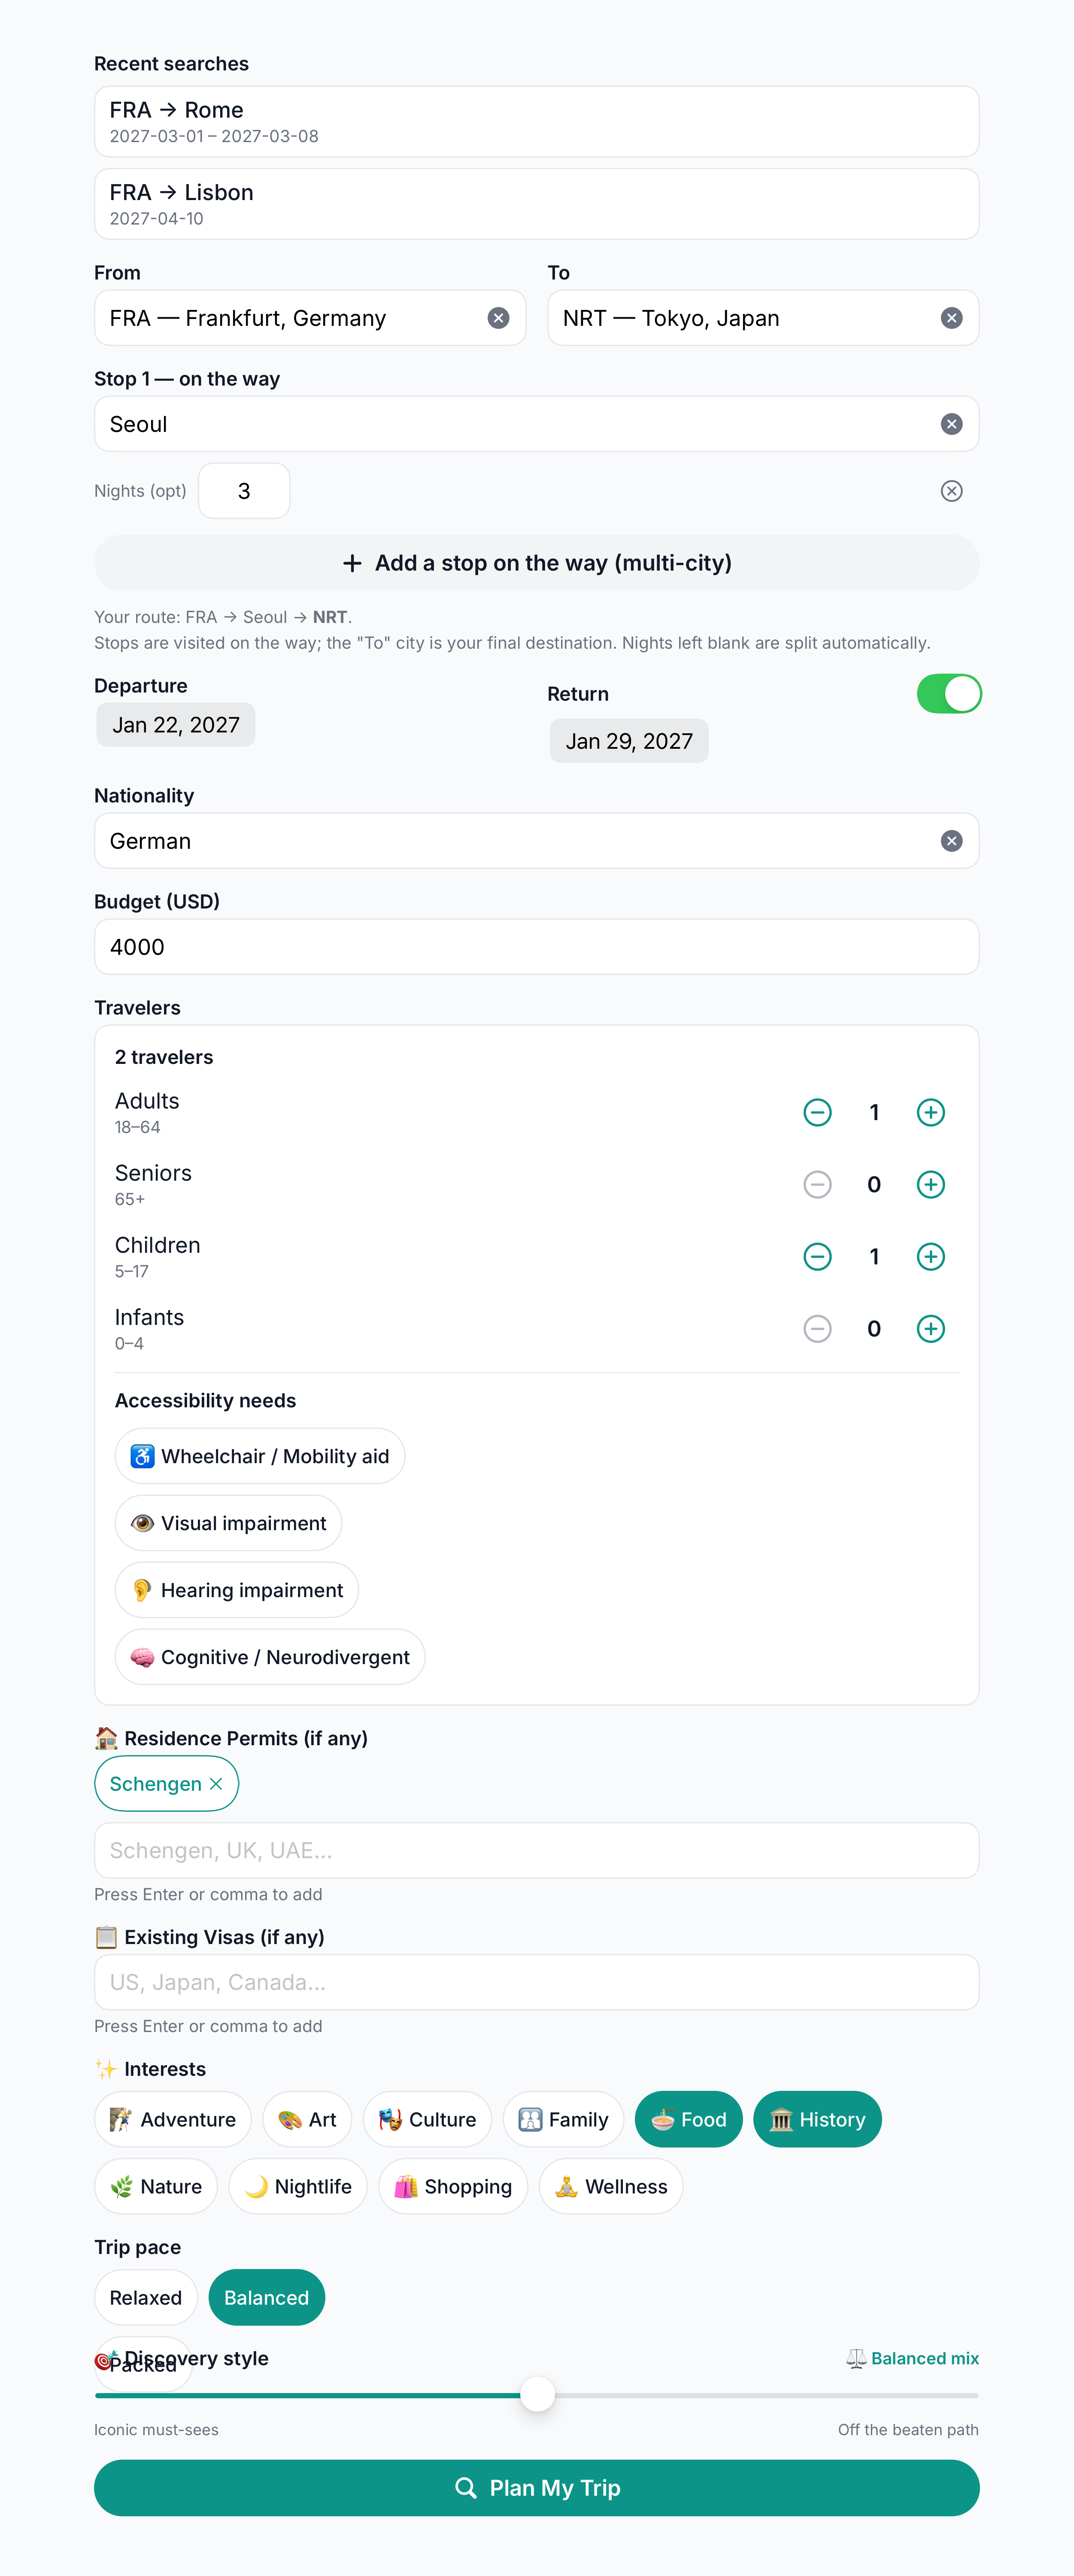 Recent searches
FRA → Rome
2027-03-01 – 2027-03-08
FRA → Lisbon
2027-04-10
From
To
FRA — Frankfurt, Germany
NRT — Tokyo, Japan
Stop 1 — on the way
Seoul
Nights (opt)
3
+ Add a stop on the way (multi-city)
Your route: FRA → Seoul → NRT.
Stops are visited on the way; the "To" city is your final destination. Nights left blank are split automatically.
Departure
Return
Jan 22, 2027
Jan 29, 2027
Nationality
German
Budget (USD)
4000
Travelers
2 travelers
Adults
18–64
1
Seniors
65+
0
Children
5–17
1
Infants
0–4
0
Accessibility needs
Wheelchair / Mobility aid
Visual impairment
Hearing impairment
Cognitive / Neurodivergent
Residence Permits (if any)
Schengen
Schengen, UK, UAE...
Press Enter or comma to add
Existing Visas (if any)
US, Japan, Canada...
Press Enter or comma to add
Interests
Adventure
Art
Culture
Family
Food
History
Nature
Nightlife
Shopping
Wellness
Trip pace
Relaxed
Balanced
Packed
Discovery style
Balanced mix
Iconic must-sees
Off the beaten path
Plan My Trip